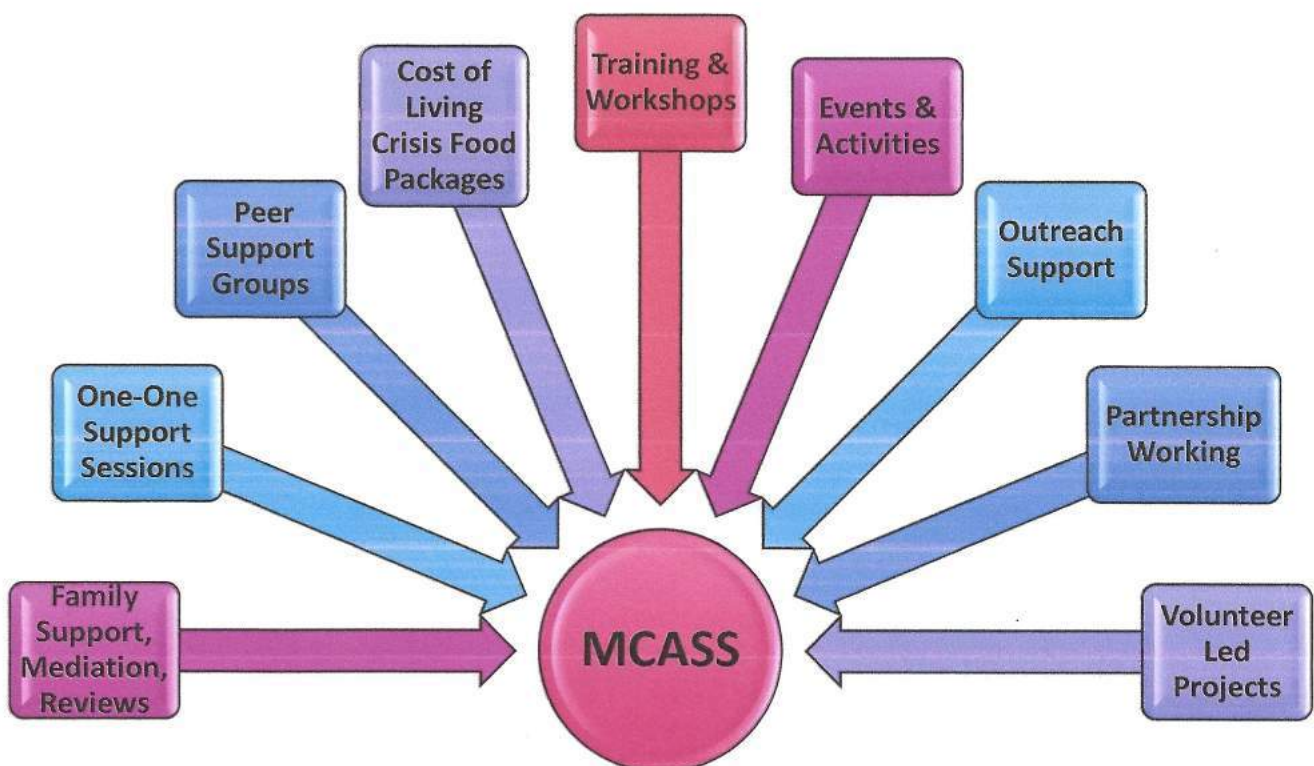 Training &
Workshops
Cost of
Living
Crisis Food
Packages
Events &
Activities
Peer
Support
Groups
Outreach
Support
One-One
Support
Sessions
Partnership
Working
Family
Support,
Mediation,
Reviews
MCASS
Volunteer
Led
Projects